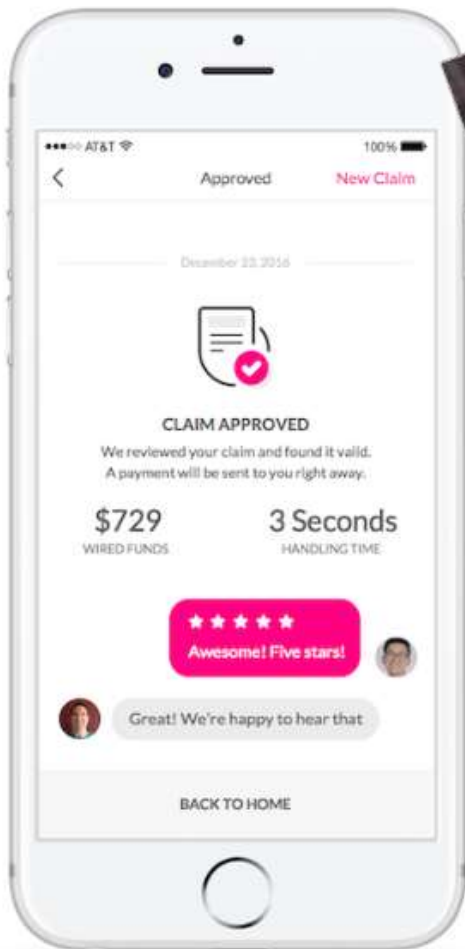 AT&T
100%
Approved
New Claim
December 23, 2016
CLAIM APPROVED
We reviewed your claim and found it valid.
A payment will be sent to you right away.
$729
3 Seconds
WIRED FUNDS
HANDLING TIME
Awesome! Five stars!
Great! We're happy to hear that
BACK TO HOME